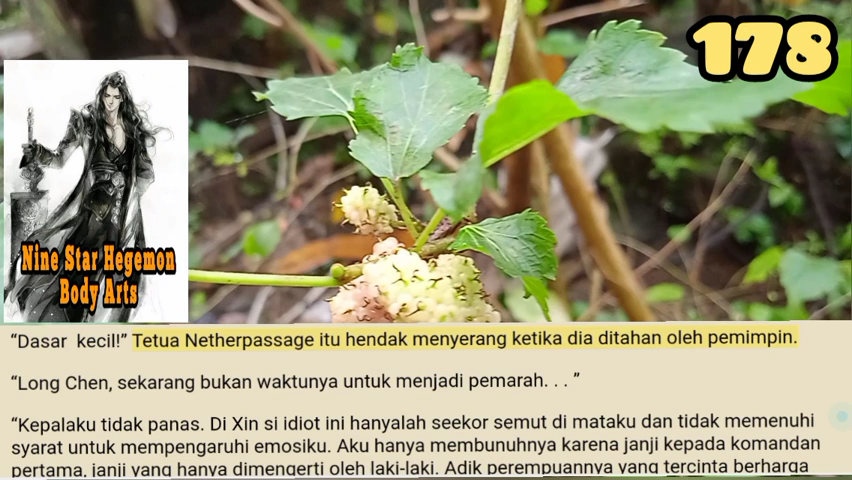 178
Nine Star Hegemon
Body Arts
“Dasar kecil!” Tetua Netherpassage itu hendak menyerang ketika dia ditahan oleh pemimpin.
“Long Chen, sekarang bukan waktunya untuk menjadi pemarah. . . ”
“Kepalaku tidak panas. Di Xin si idiot ini hanyalah seekor semut di mataku dan tidak memenuhi
syarat untuk mempengaruhi emosiku. Aku hanya membunuhnya karena janji kepada komandan
pertama, janji yang hanya dimengerti oleh laki-laki. Adik perempuannya yang tercinta berharga